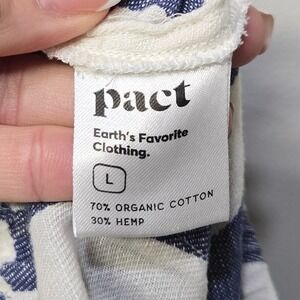 pact
Earth's Favorite
Clothing.
L
70% ORGANIC COTTON
30% HEMP